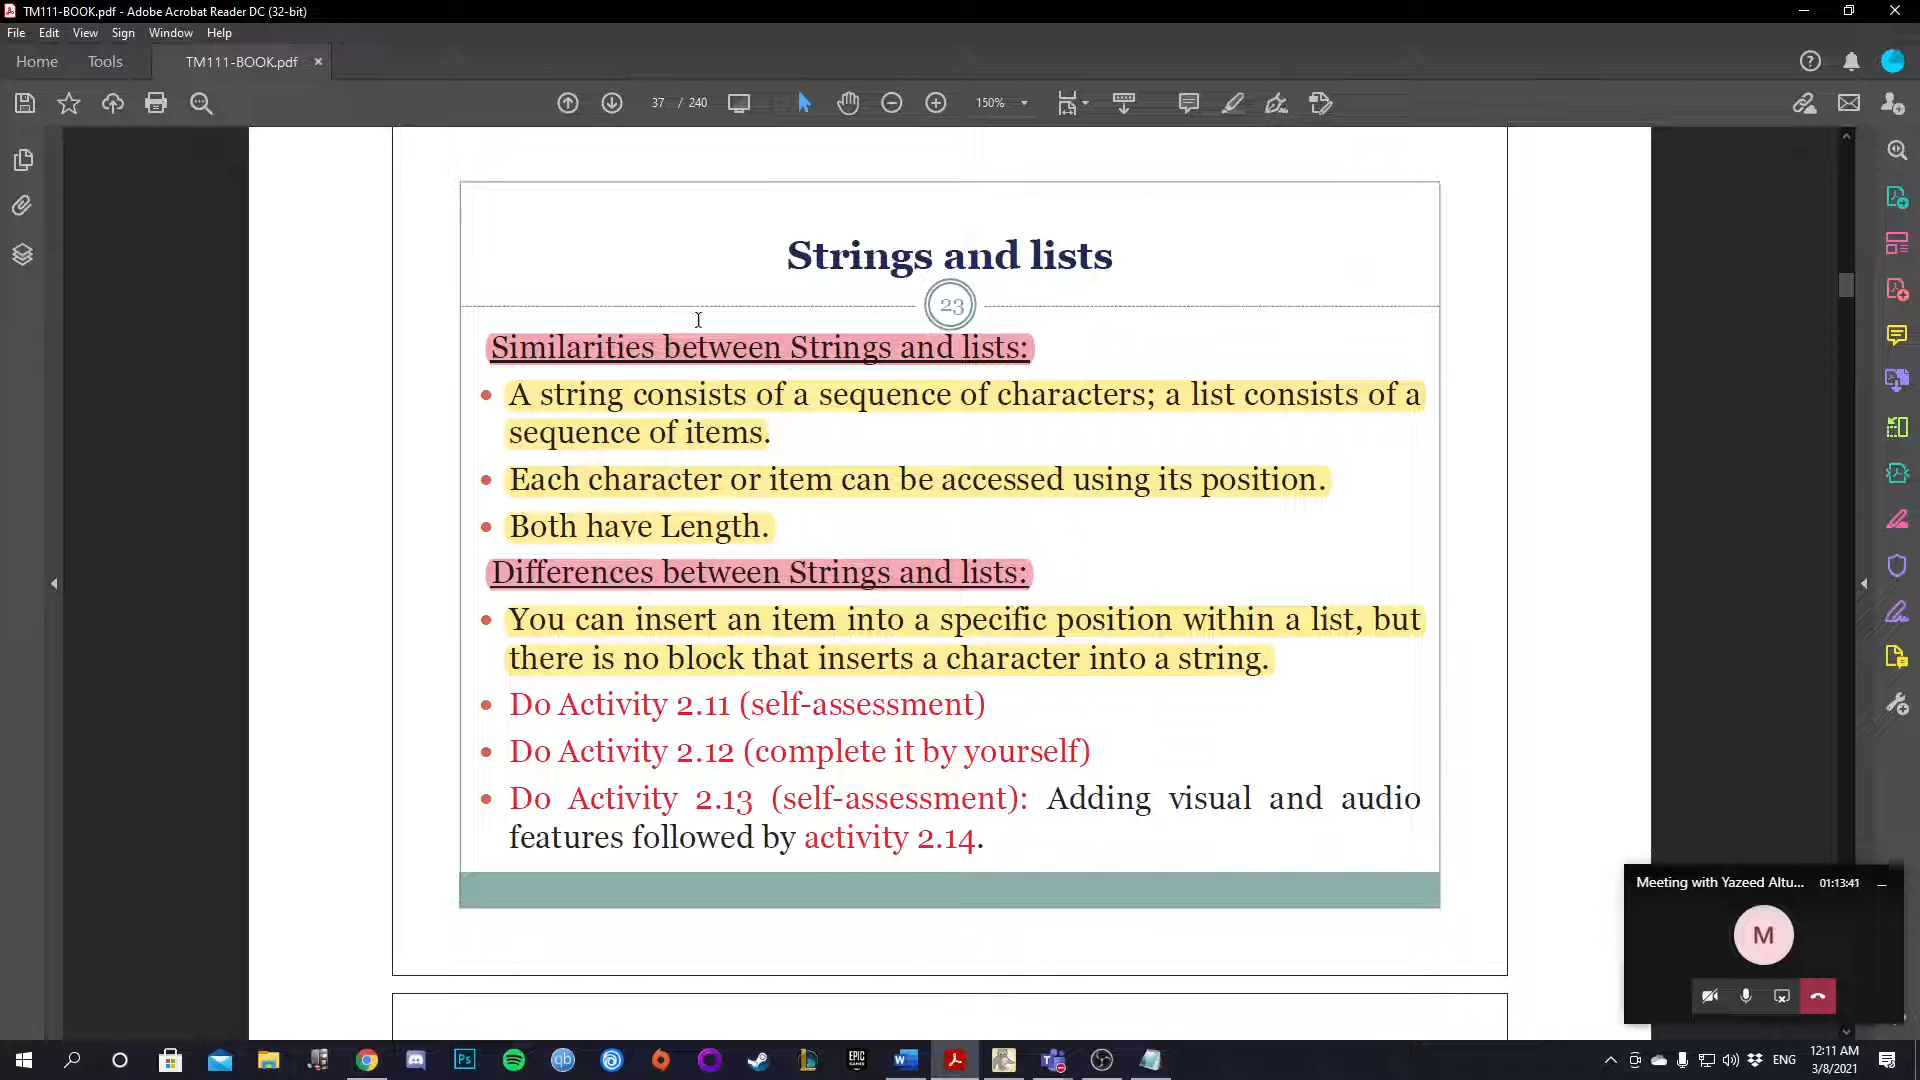 TM111-BOOK.pdf - Adobe Acrobat Reader DC (32-bit)
File Edit View Sign Window Help
Home Tools TM111-BOOK.pdf
37 / 240 150%
Strings and lists
23
Similarities between Strings and lists:
• A string consists of a sequence of characters; a list consists of a
sequence of items.
• Each character or item can be accessed using its position.
• Both have Length.
Differences between Strings and lists:
• You can insert an item into a specific position within a list, but
there is no block that inserts a character into a string.
• Do Activity 2.11 (self-assessment)
• Do Activity 2.12 (complete it by yourself)
• Do Activity 2.13 (self-assessment): Adding visual and audio
features followed by activity 2.14.
Meeting with Yazeed Altu... 01:13:41
M
Ps qb EPIC GAMES W T
ENG 12:11 AM
3/8/2021